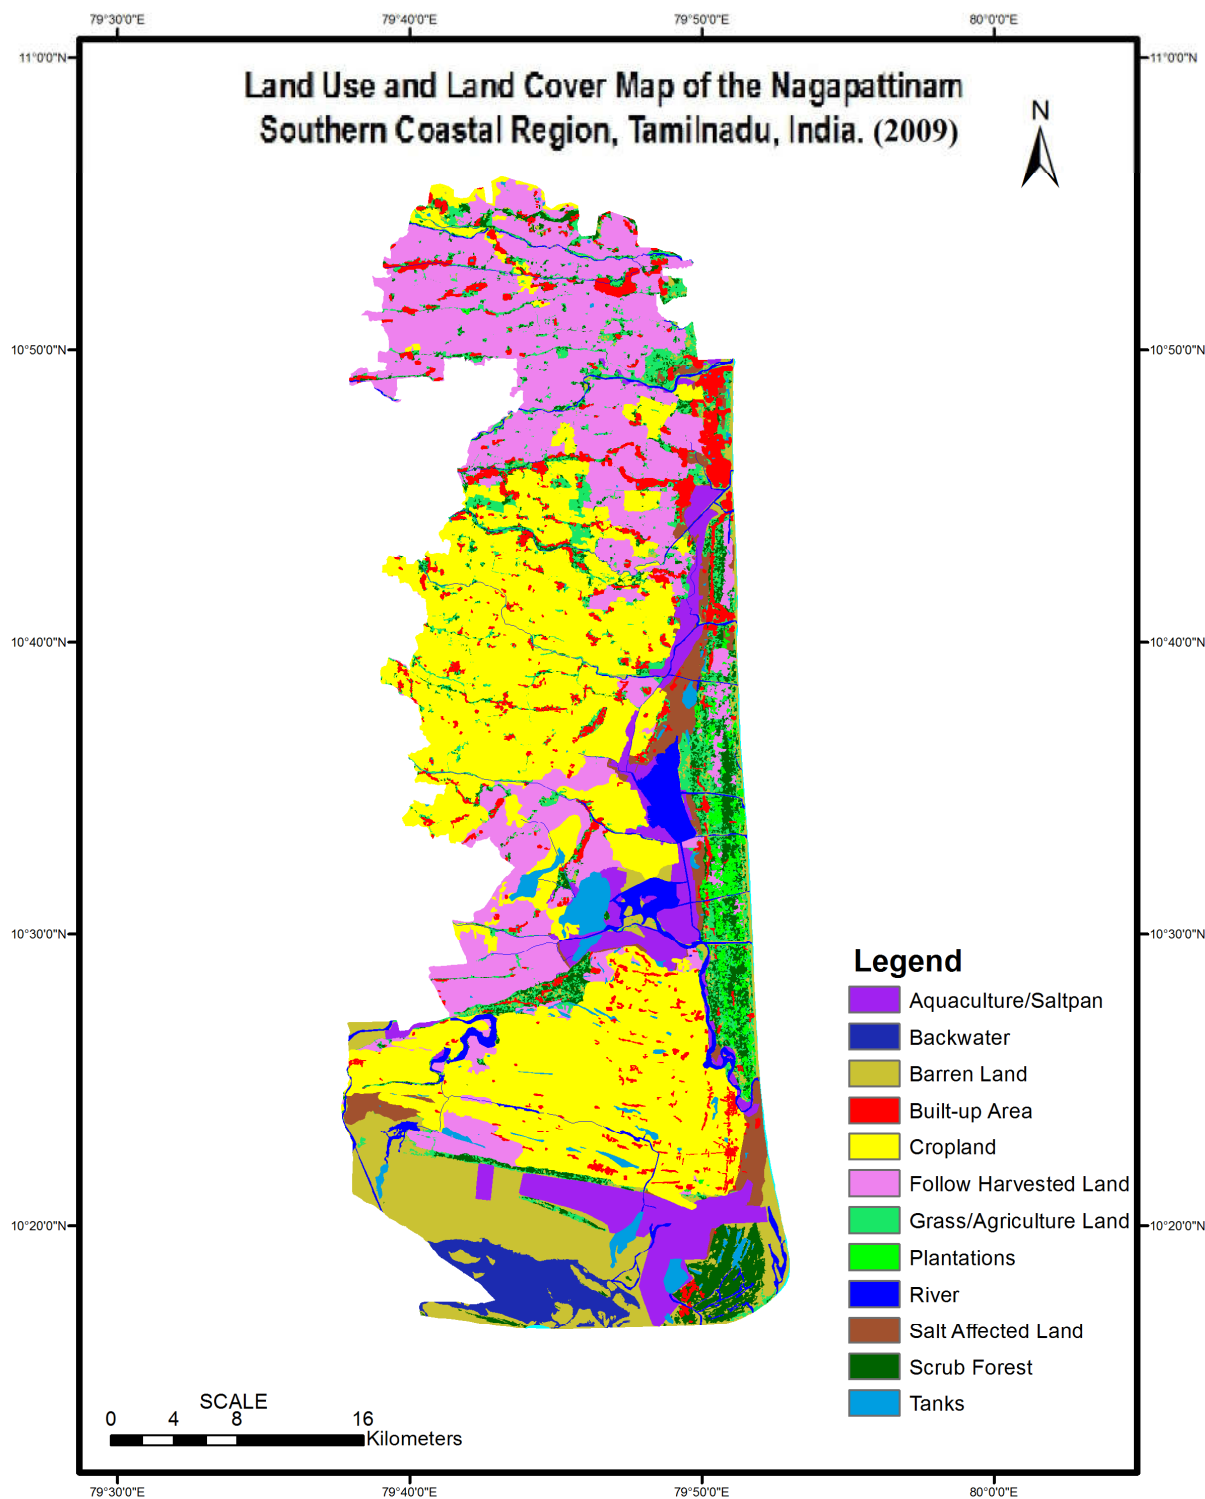 79°30'0"E 79°40'0"E 79°50'0"E 80°0'0"E
11°0'0"N 11°0'0"N
Land Use and Land Cover Map of the Nagapattinam
Southern Coastal Region, Tamilnadu, India. (2009)
N
10°50'0"N 10°50'0"N
10°40'0"N 10°40'0"N
10°30'0"N 10°30'0"N
Legend
Aquaculture/Saltpan
Backwater
Barren Land
Built-up Area
Cropland
Follow Harvested Land
Grass/Agriculture Land
10°20'0"N 10°20'0"N
Plantations
River
Salt Affected Land
Scrub Forest
Tanks
SCALE
0 4 8 16
Kilometers
79°30'0"E 79°40'0"E 79°50'0"E 80°0'0"E